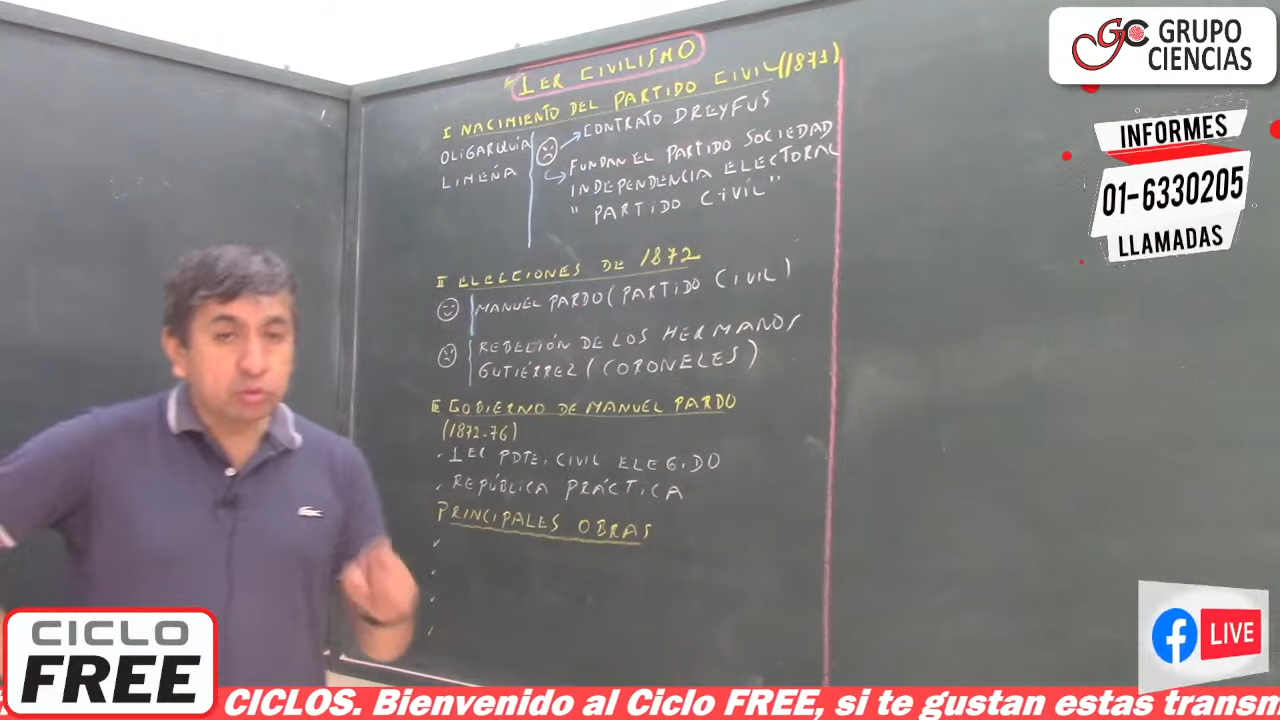 1ER CIVILISMO
I NACIMIENTO DEL PARTIDO CIVIL (1871)
OLIGARQUÍA
LIMEÑA
CONTRATO DREYFUS
FUNDAN EL PARTIDO SOCIEDAD
INDEPENDENCIA ELECTORAL
"PARTIDO CIVIL"
II ELECCIONES DE 1872
MANUEL PARDO (PARTIDO CIVIL)
REBELIÓN DE LOS HERMANOS
GUTIÉRREZ (CORONELES)
III GOBIERNO DE MANUEL PARDO
(1872-76)
1ER PDTE. CIVIL ELEGIDO
REPÚBLICA PRÁCTICA
PRINCIPALES OBRAS
GC GRUPO
CIENCIAS
INFORMES
01-6330205
LLAMADAS
f LIVE
CICLO
FREE
CICLOS. Bienvenido al Ciclo FREE, si te gustan estas transm